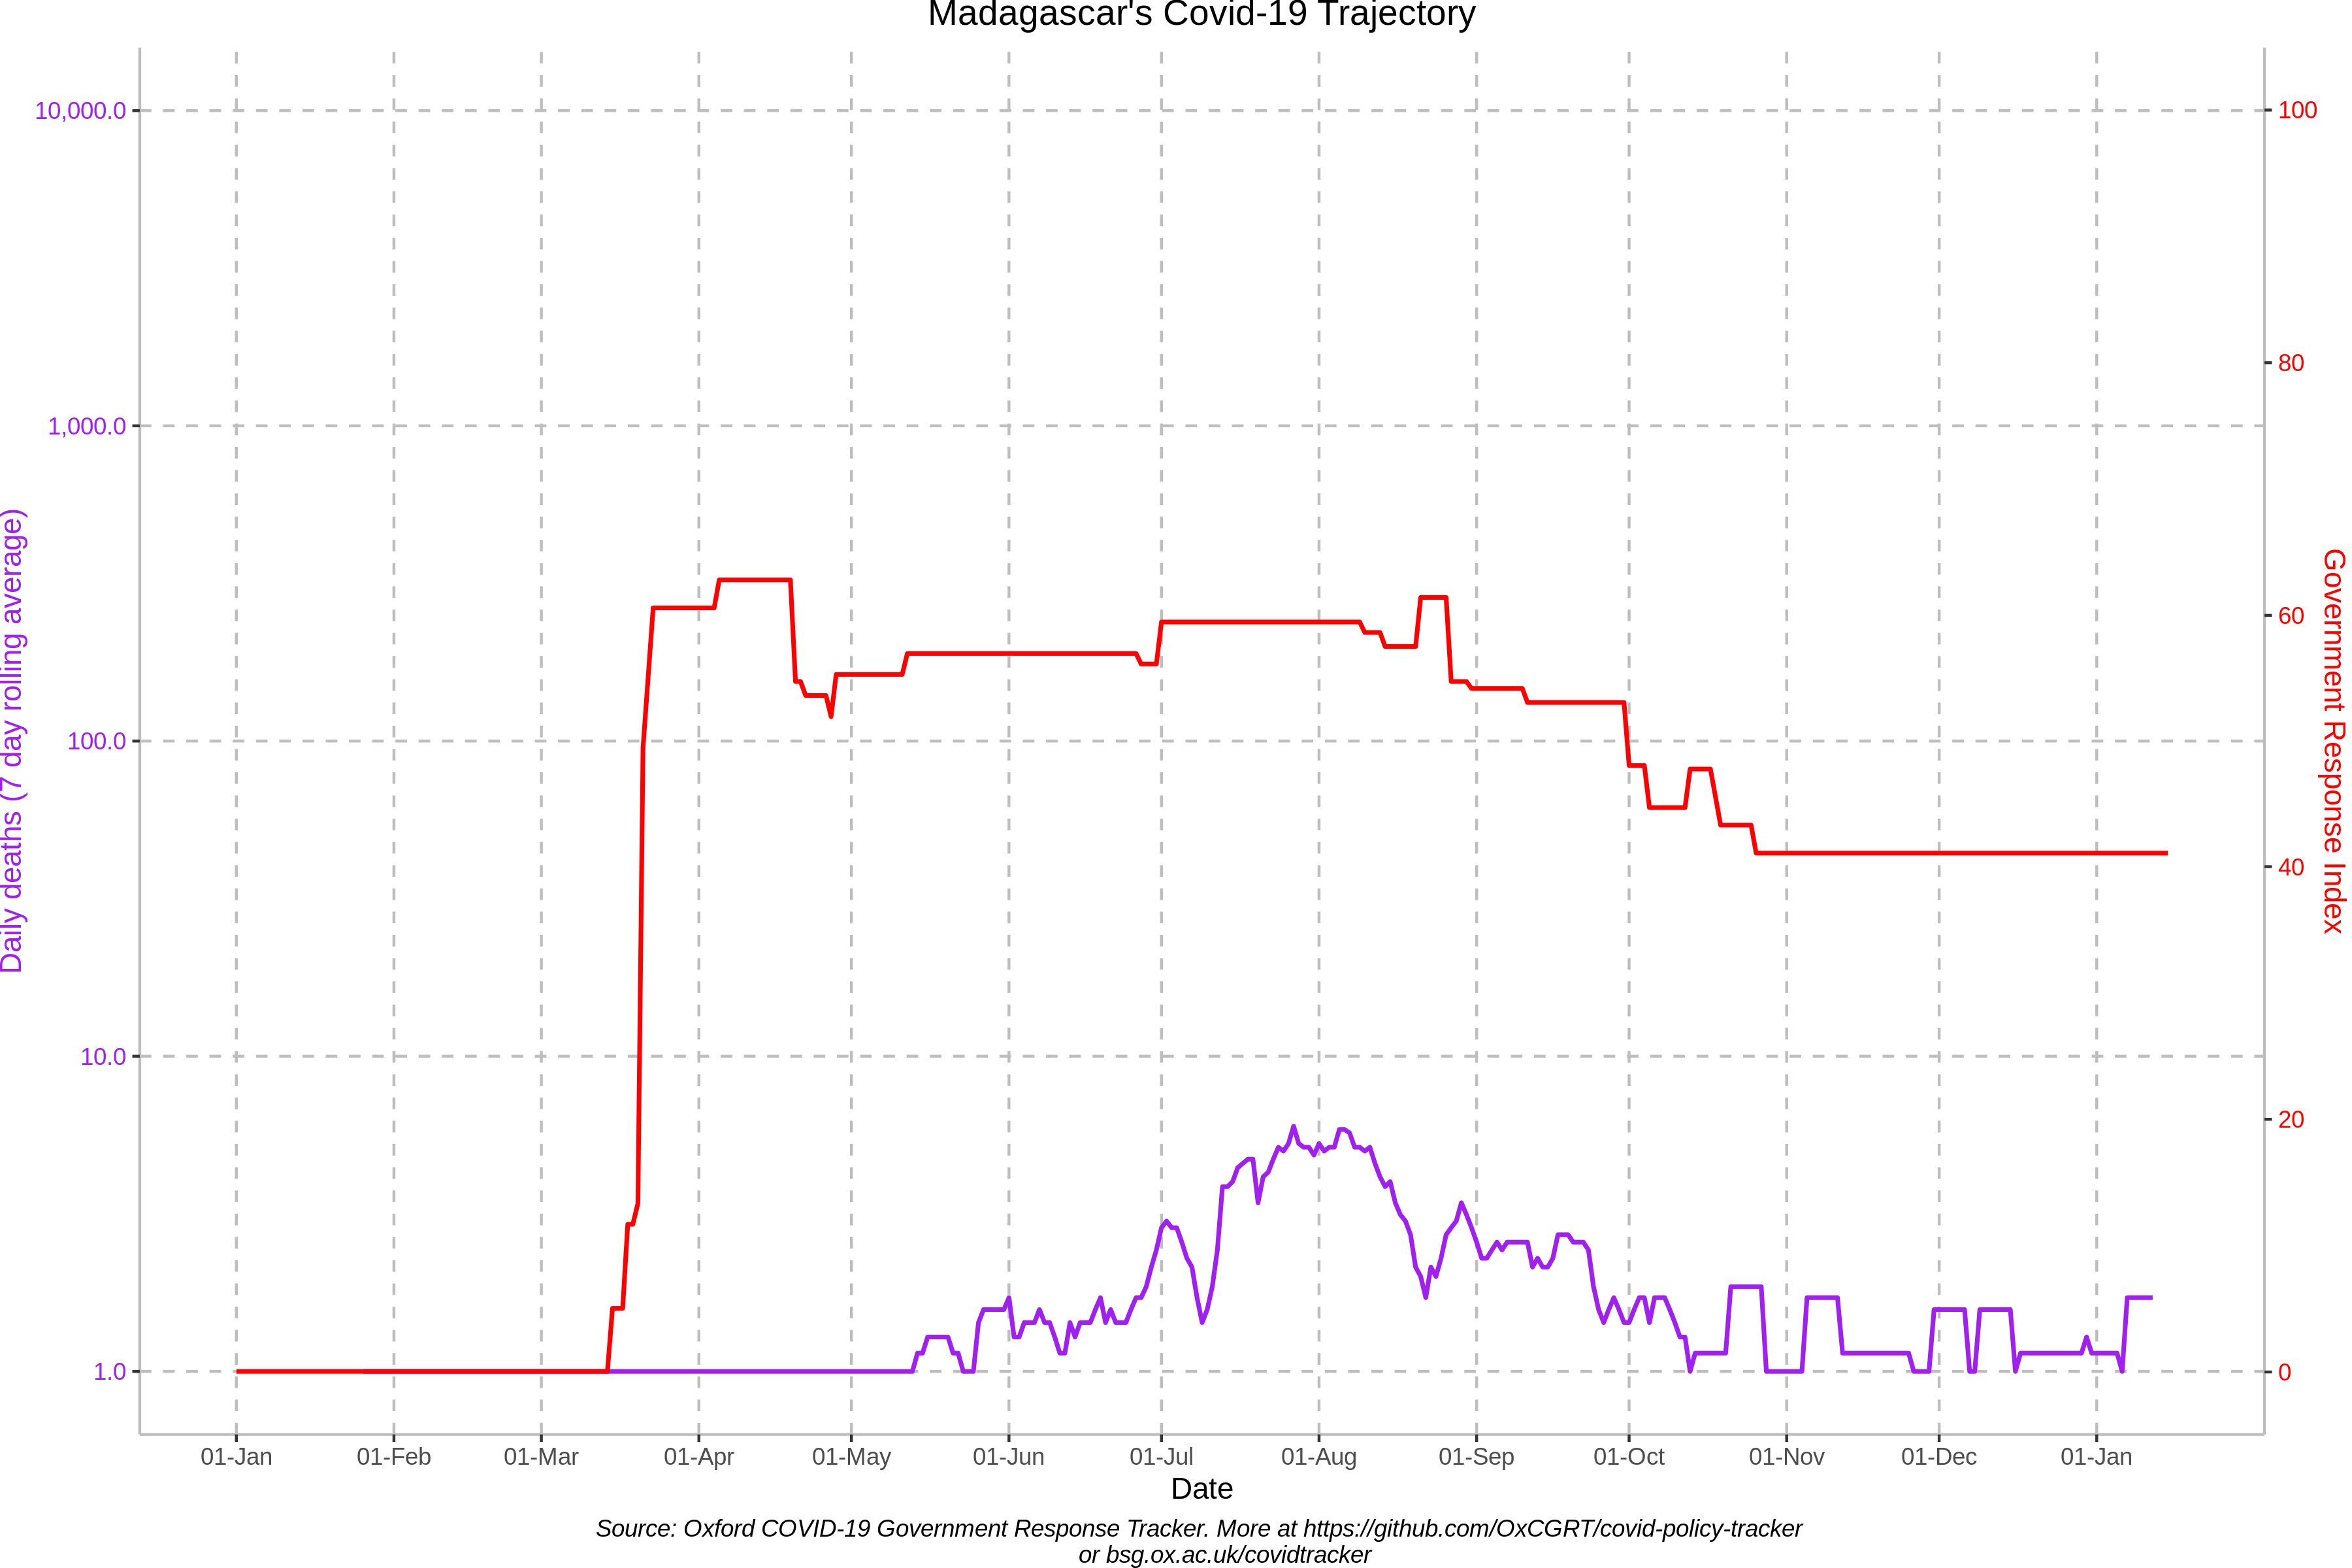 Madagascar's Covid-19 Trajectory
10,000.0
1,000.0
100.0
10.0
1.0
Daily deaths (7 day rolling average)
100
80
60
40
20
0
Government Response Index
01-Jan 01-Feb 01-Mar 01-Apr 01-May 01-Jun 01-Jul 01-Aug 01-Sep 01-Oct 01-Nov 01-Dec 01-Jan
Date
Source: Oxford COVID-19 Government Response Tracker. More at https://github.com/OxCGRT/covid-policy-tracker
or bsg.ox.ac.uk/covidtracker